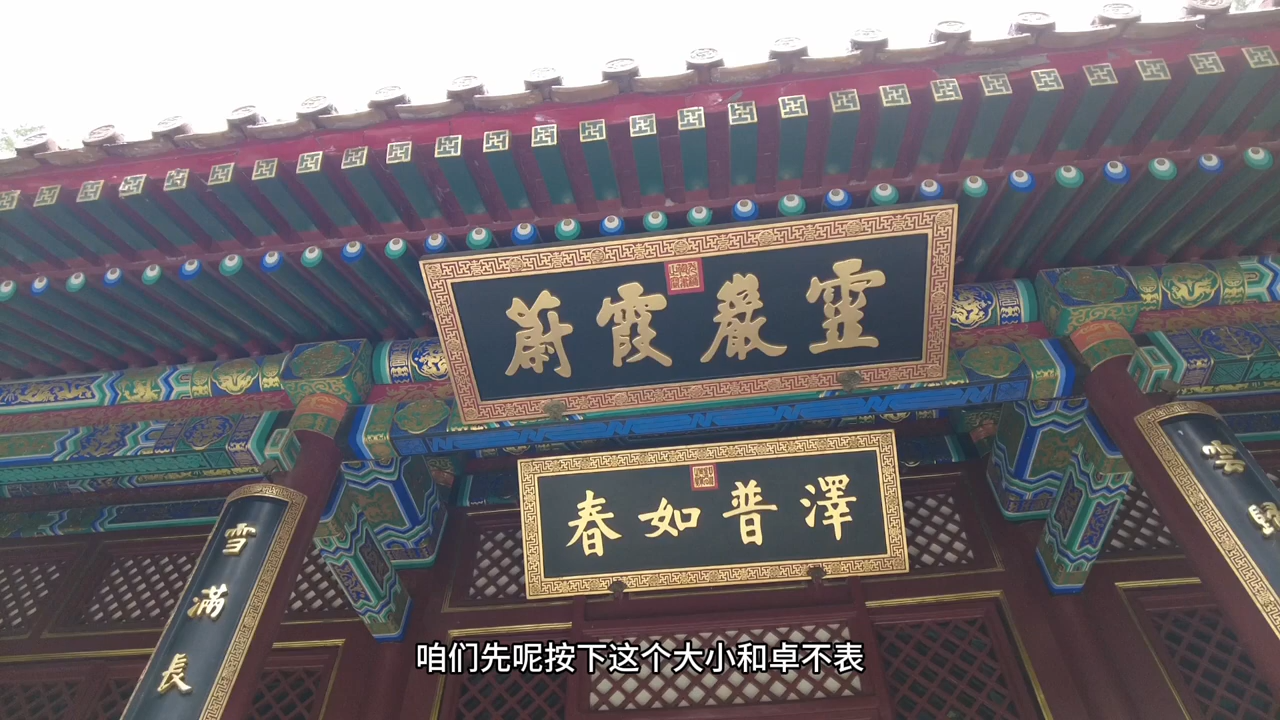 靈巖霞蔚
澤普如春
雪滿長
咱们先呢按下这个大小和卓不表